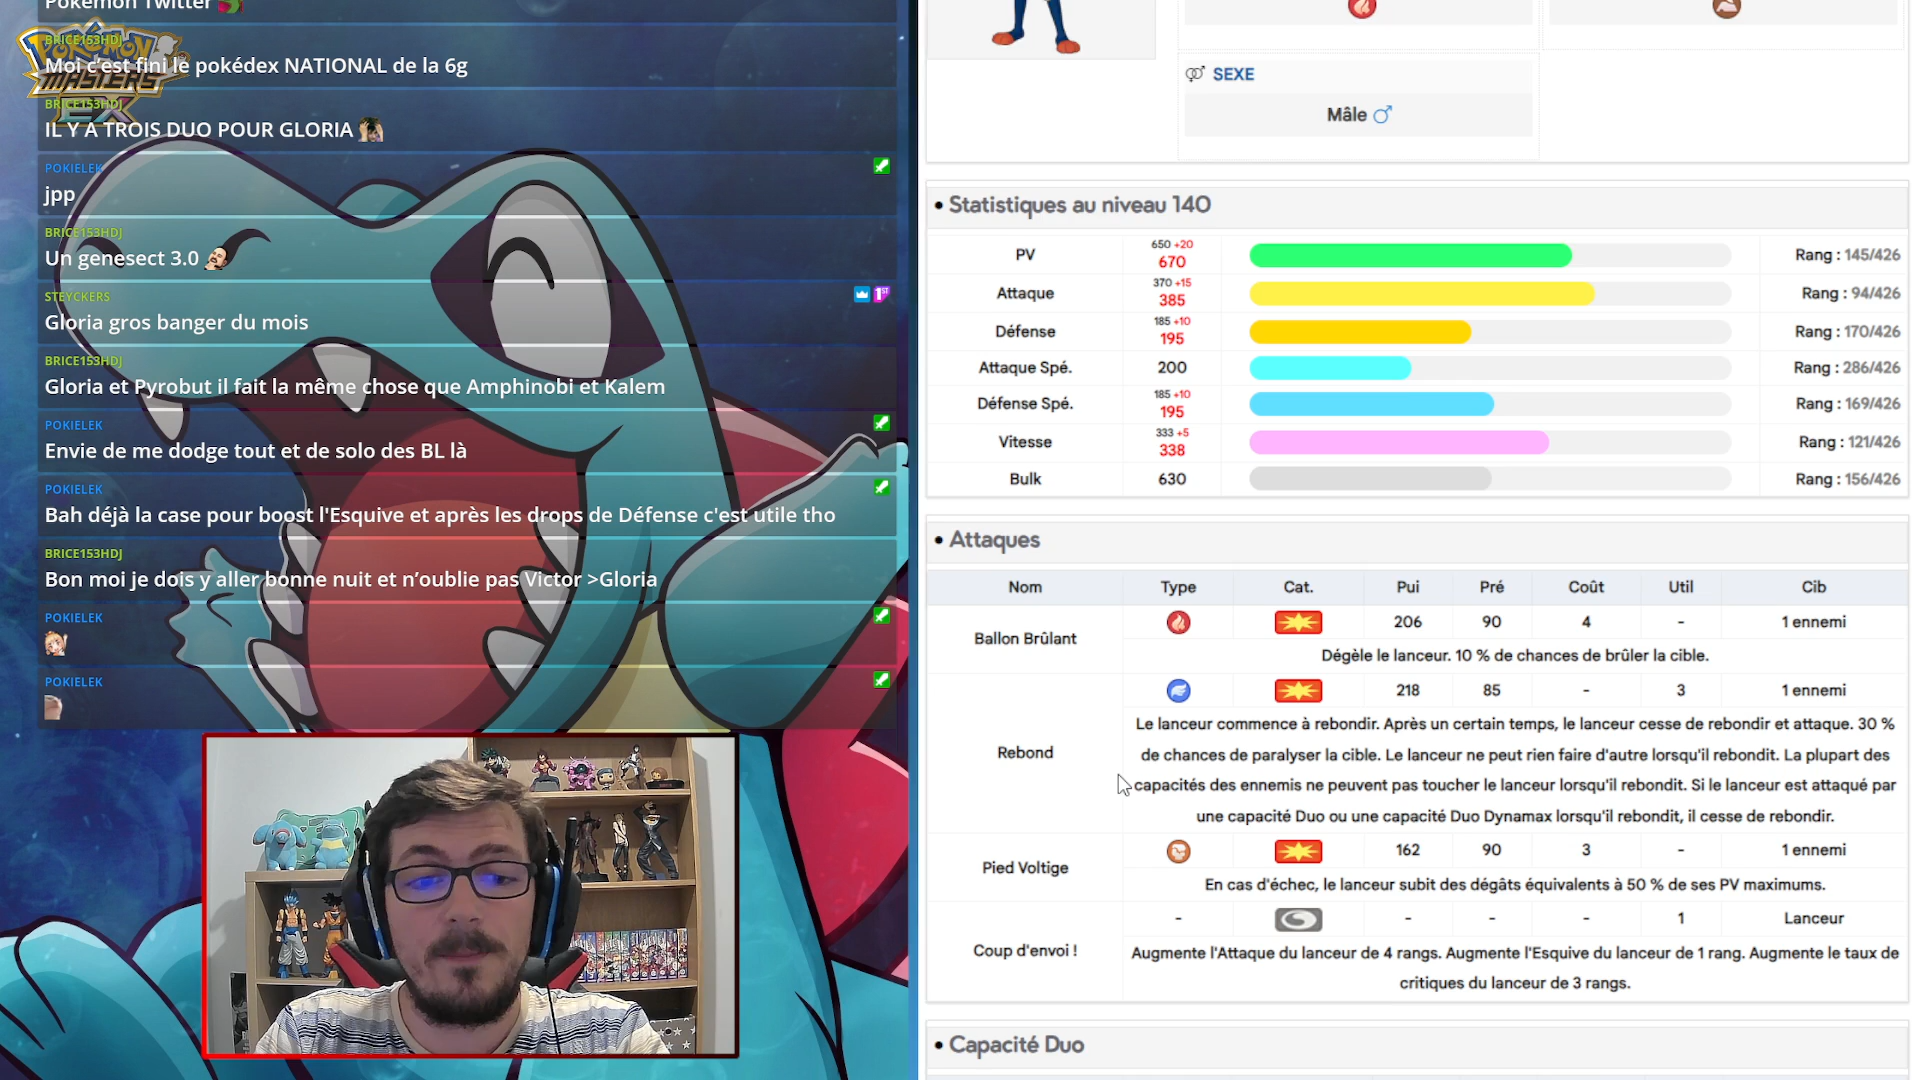 Pokémon Twitter
POKÉMON
MASTERS
EX
BRICE153HDJ
Moi c'est fini le pokédex NATIONAL de la 6g
BRICE153HDJ
IL Y A TROIS DUO POUR GLORIA
POKIELEK
jpp
BRICE153HDJ
Un genesect 3.0
STEYCKERS
1ST
Gloria gros banger du mois
BRICE153HDJ
Gloria et Pyrobut il fait la même chose que Amphinobi et Kalem
POKIELEK
Envie de me dodge tout et de solo des BL là
POKIELEK
Bah déjà la case pour boost l'Esquive et après les drops de Défense c'est utile tho
BRICE153HDJ
Bon moi je dois y aller bonne nuit et n'oublie pas Victor >Gloria
POKIELEK
POKIELEK
SEXE
Mâle ♂
• Statistiques au niveau 140
PV 650 +20 670 Rang : 145/426
Attaque 370 +15 385 Rang : 94/426
Défense 185 +10 195 Rang : 170/426
Attaque Spé. 200 Rang : 286/426
Défense Spé. 185 +10 195 Rang : 169/426
Vitesse 333 +5 338 Rang : 121/426
Bulk 630 Rang : 156/426
• Attaques
Nom Type Cat. Pui Pré Coût Util Cib
Ballon Brûlant 206 90 4 - 1 ennemi
Dégèle le lanceur. 10 % de chances de brûler la cible.
Rebond 218 85 - 3 1 ennemi
Le lanceur commence à rebondir. Après un certain temps, le lanceur cesse de rebondir et attaque. 30 %
de chances de paralyser la cible. Le lanceur ne peut rien faire d'autre lorsqu'il rebondit. La plupart des
capacités des ennemis ne peuvent pas toucher le lanceur lorsqu'il rebondit. Si le lanceur est attaqué par
une capacité Duo ou une capacité Duo Dynamax lorsqu'il rebondit, il cesse de rebondir.
Pied Voltige 162 90 3 - 1 ennemi
En cas d'échec, le lanceur subit des dégâts équivalents à 50 % de ses PV maximums.
Coup d'envoi ! - - - - 1 Lanceur
Augmente l'Attaque du lanceur de 4 rangs. Augmente l'Esquive du lanceur de 1 rang. Augmente le taux de
critiques du lanceur de 3 rangs.
• Capacité Duo